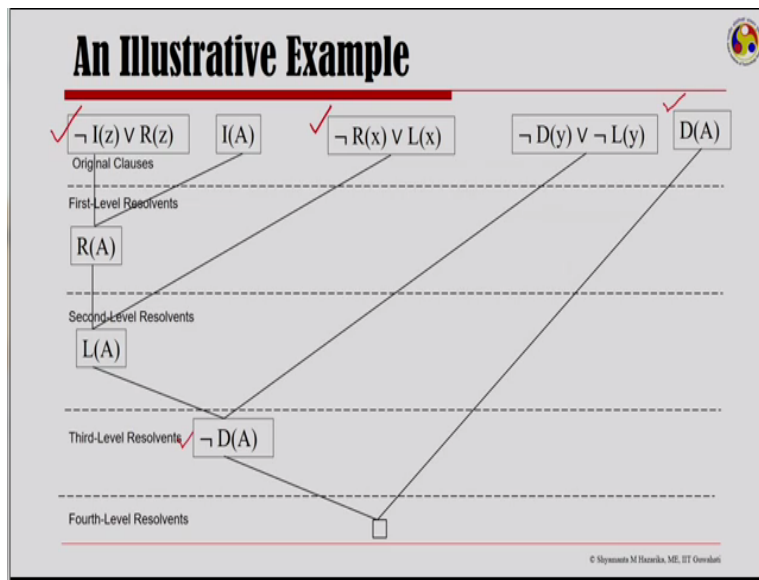 An Illustrative Example
¬ I(z) ∨ R(z) I(A) ¬ R(x) ∨ L(x) ¬ D(y) ∨ ¬ L(y) D(A)
Original Clauses
First-Level Resolvents
R(A)
Second-Level Resolvents
L(A)
Third-Level Resolvents ¬ D(A)
Fourth-Level Resolvents
© Shyamanta M Hazarika, ME, IIT Guwahati